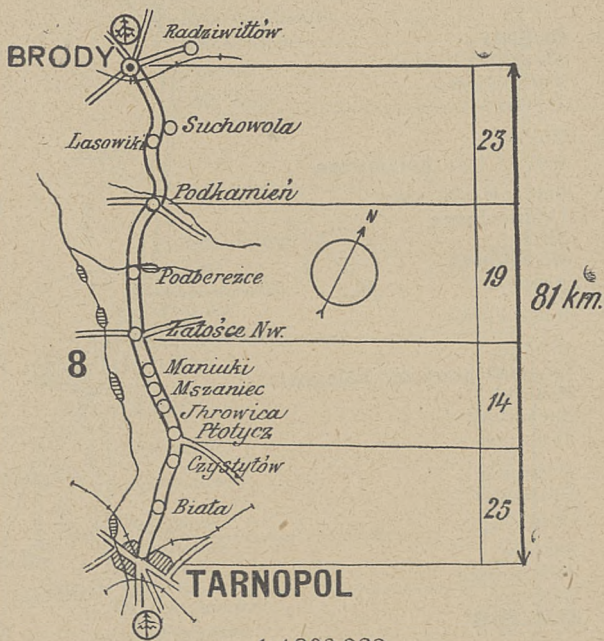 Radziwiłłów
BRODY
Suchowola
Lasowiki
23
Podkamień
N
Podbereżce
19
81 km.
Załośce Nw.
8
Maniuki
Mszaniec
14
Jhrowica
Płotycz
Czystyłów
Biała
25
TARNOPOL